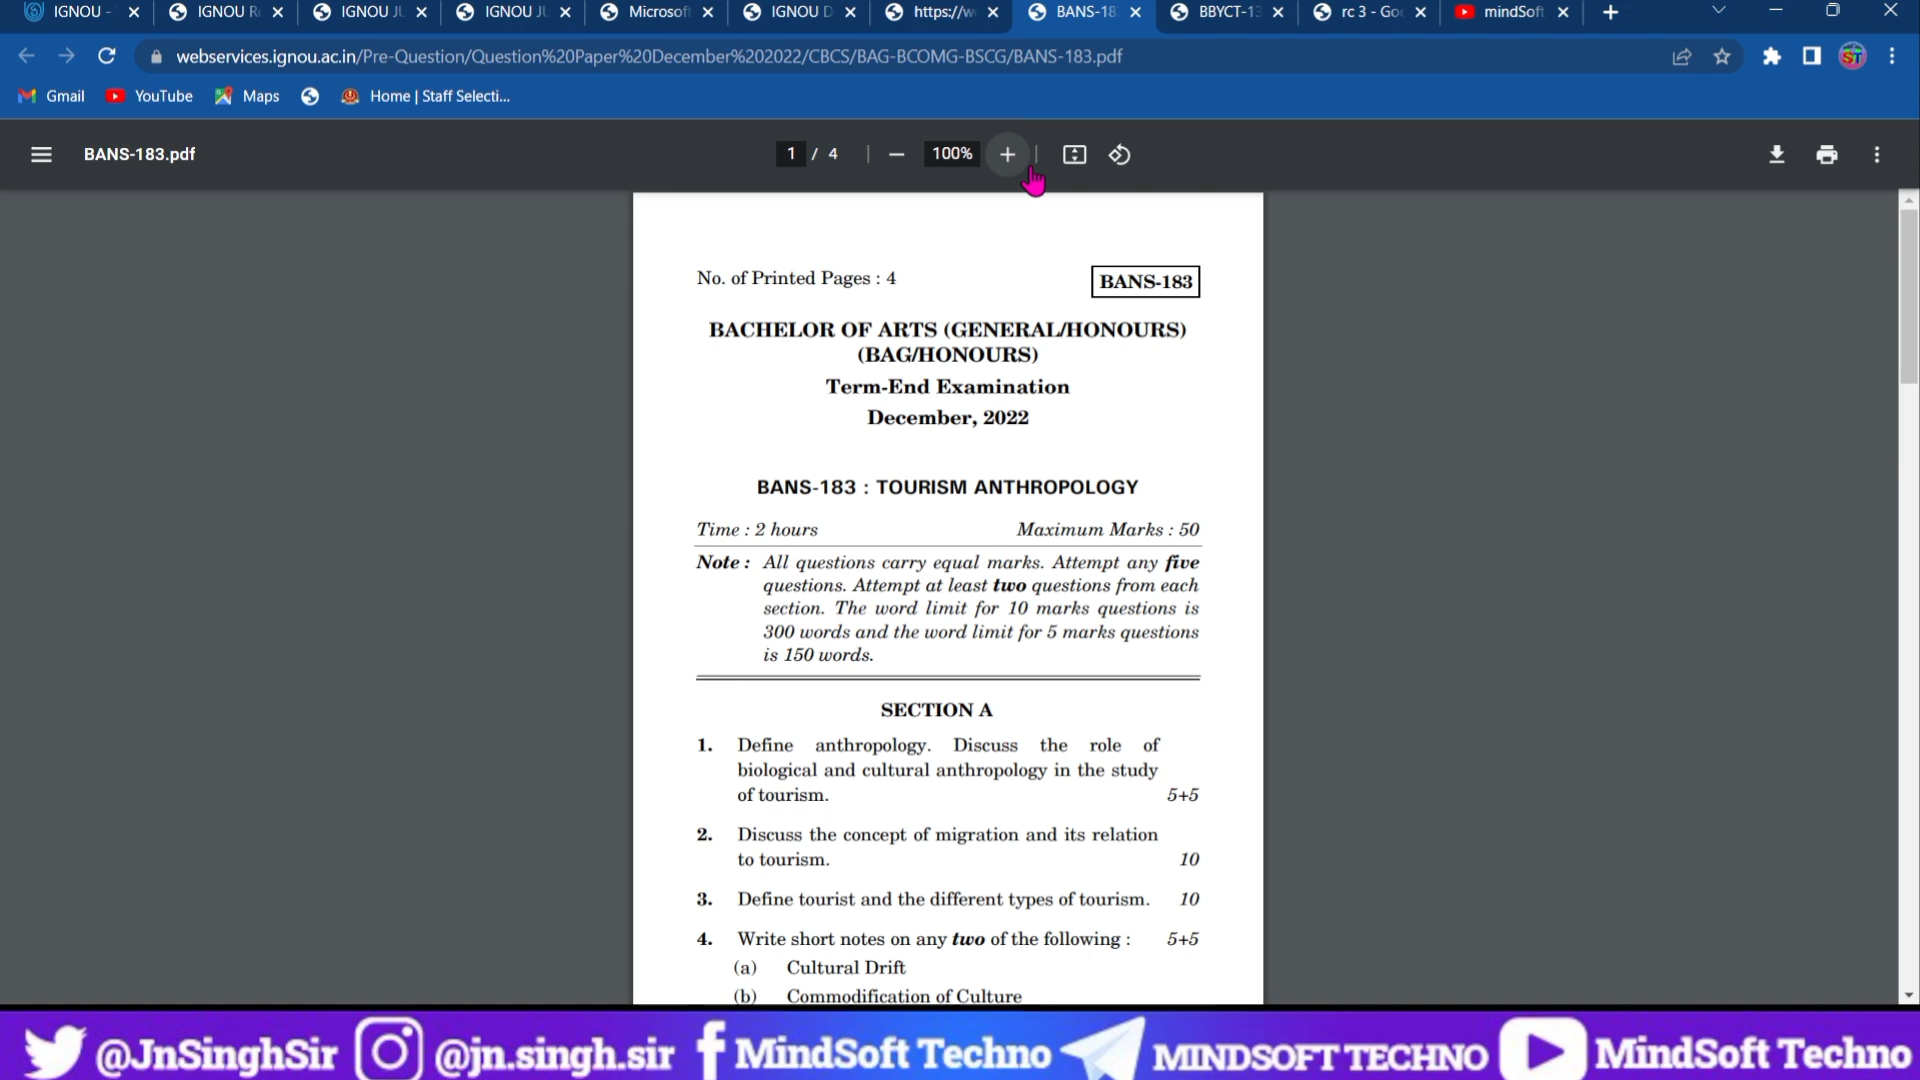 IGNOU - IGNOU R IGNOU JU IGNOU JU Microsoft IGNOU D https://w BANS-18 BBYCT-13 rc 3 - Go mindSoft
webservices.ignou.ac.in/Pre-Question/Question%20Paper%20December%202022/CBCS/BAG-BCOMG-BSCG/BANS-183.pdf
Gmail YouTube Maps Home | Staff Selecti...
BANS-183.pdf 1 / 4 100%
No. of Printed Pages : 4 BANS-183
BACHELOR OF ARTS (GENERAL/HONOURS)
(BAG/HONOURS)
Term-End Examination
December, 2022
BANS-183 : TOURISM ANTHROPOLOGY
Time : 2 hours Maximum Marks : 50
Note : All questions carry equal marks. Attempt any five
questions. Attempt at least two questions from each
section. The word limit for 10 marks questions is
300 words and the word limit for 5 marks questions
is 150 words.
SECTION A
1. Define anthropology. Discuss the role of
biological and cultural anthropology in the study
of tourism. 5+5
2. Discuss the concept of migration and its relation
to tourism. 10
3. Define tourist and the different types of tourism. 10
4. Write short notes on any two of the following : 5+5
(a) Cultural Drift
(b) Commodification of Culture
@JnSinghSir @jn.singh.sir MindSoft Techno MINDSOFT TECHNO MindSoft Techno